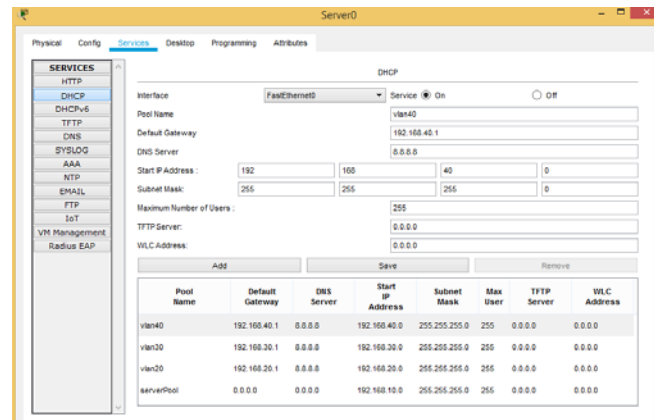 Server0
Physical Config Services Desktop Programming Attributes
SERVICES
HTTP
DHCP
DHCPv6
TFTP
DNS
SYSLOG
AAA
NTP
EMAIL
FTP
IoT
VM Management
Radius EAP
DHCP
Interface FastEthernet0 Service On Off
Pool Name vlan40
Default Gateway 192.168.40.1
DNS Server 8.8.8.8
Start IP Address : 192 168 40 0
Subnet Mask: 255 255 255 0
Maximum Number of Users : 255
TFTP Server: 0.0.0.0
WLC Address: 0.0.0.0
Add Save Remove
Pool Name Default Gateway DNS Server Start IP Address Subnet Mask Max User TFTP Server WLC Address
vlan40 192.168.40.1 8.8.8.8 192.168.40.0 255.255.255.0 255 0.0.0.0 0.0.0.0
vlan30 192.168.30.1 8.8.8.8 192.168.30.0 255.255.255.0 255 0.0.0.0 0.0.0.0
vlan20 192.168.20.1 8.8.8.8 192.168.20.0 255.255.255.0 255 0.0.0.0 0.0.0.0
serverPool 0.0.0.0 0.0.0.0 192.168.10.0 255.255.255.0 255 0.0.0.0 0.0.0.0